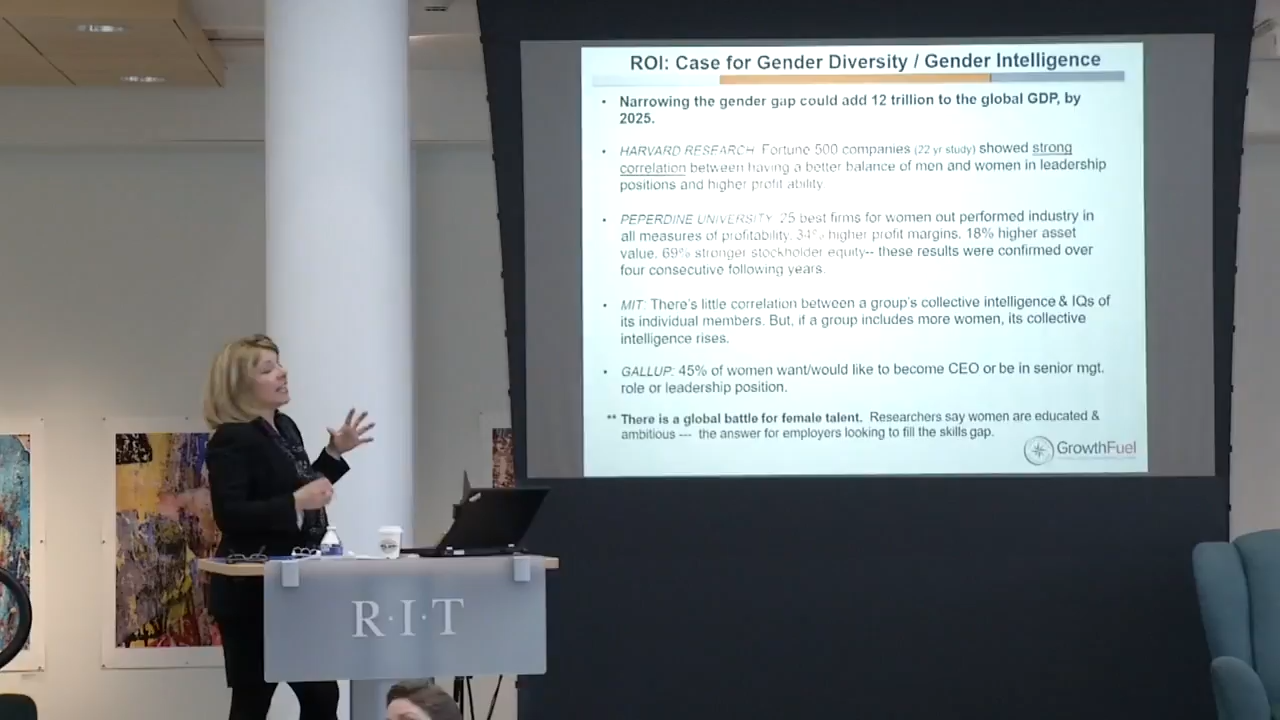 ROI: Case for Gender Diversity / Gender Intelligence
• Narrowing the gender gap could add 12 trillion to the global GDP, by
2025.
• HARVARD RESEARCH: Fortune 500 companies (22 yr study) showed strong
correlation between having a better balance of men and women in leadership
positions and higher profit ability.
• PEPERDINE UNIVERSITY: 25 best firms for women out performed industry in
all measures of profitability. 34% higher profit margins. 18% higher asset
value. 69% stronger stockholder equity-- these results were confirmed over
four consecutive following years.
• MIT: There's little correlation between a group's collective intelligence & IQs of
its individual members. But, if a group includes more women, its collective
intelligence rises.
• GALLUP: 45% of women want/would like to become CEO or be in senior mgt.
role or leadership position.
** There is a global battle for female talent. Researchers say women are educated &
ambitious --- the answer for employers looking to fill the skills gap.
GrowthFuel
R·I·T